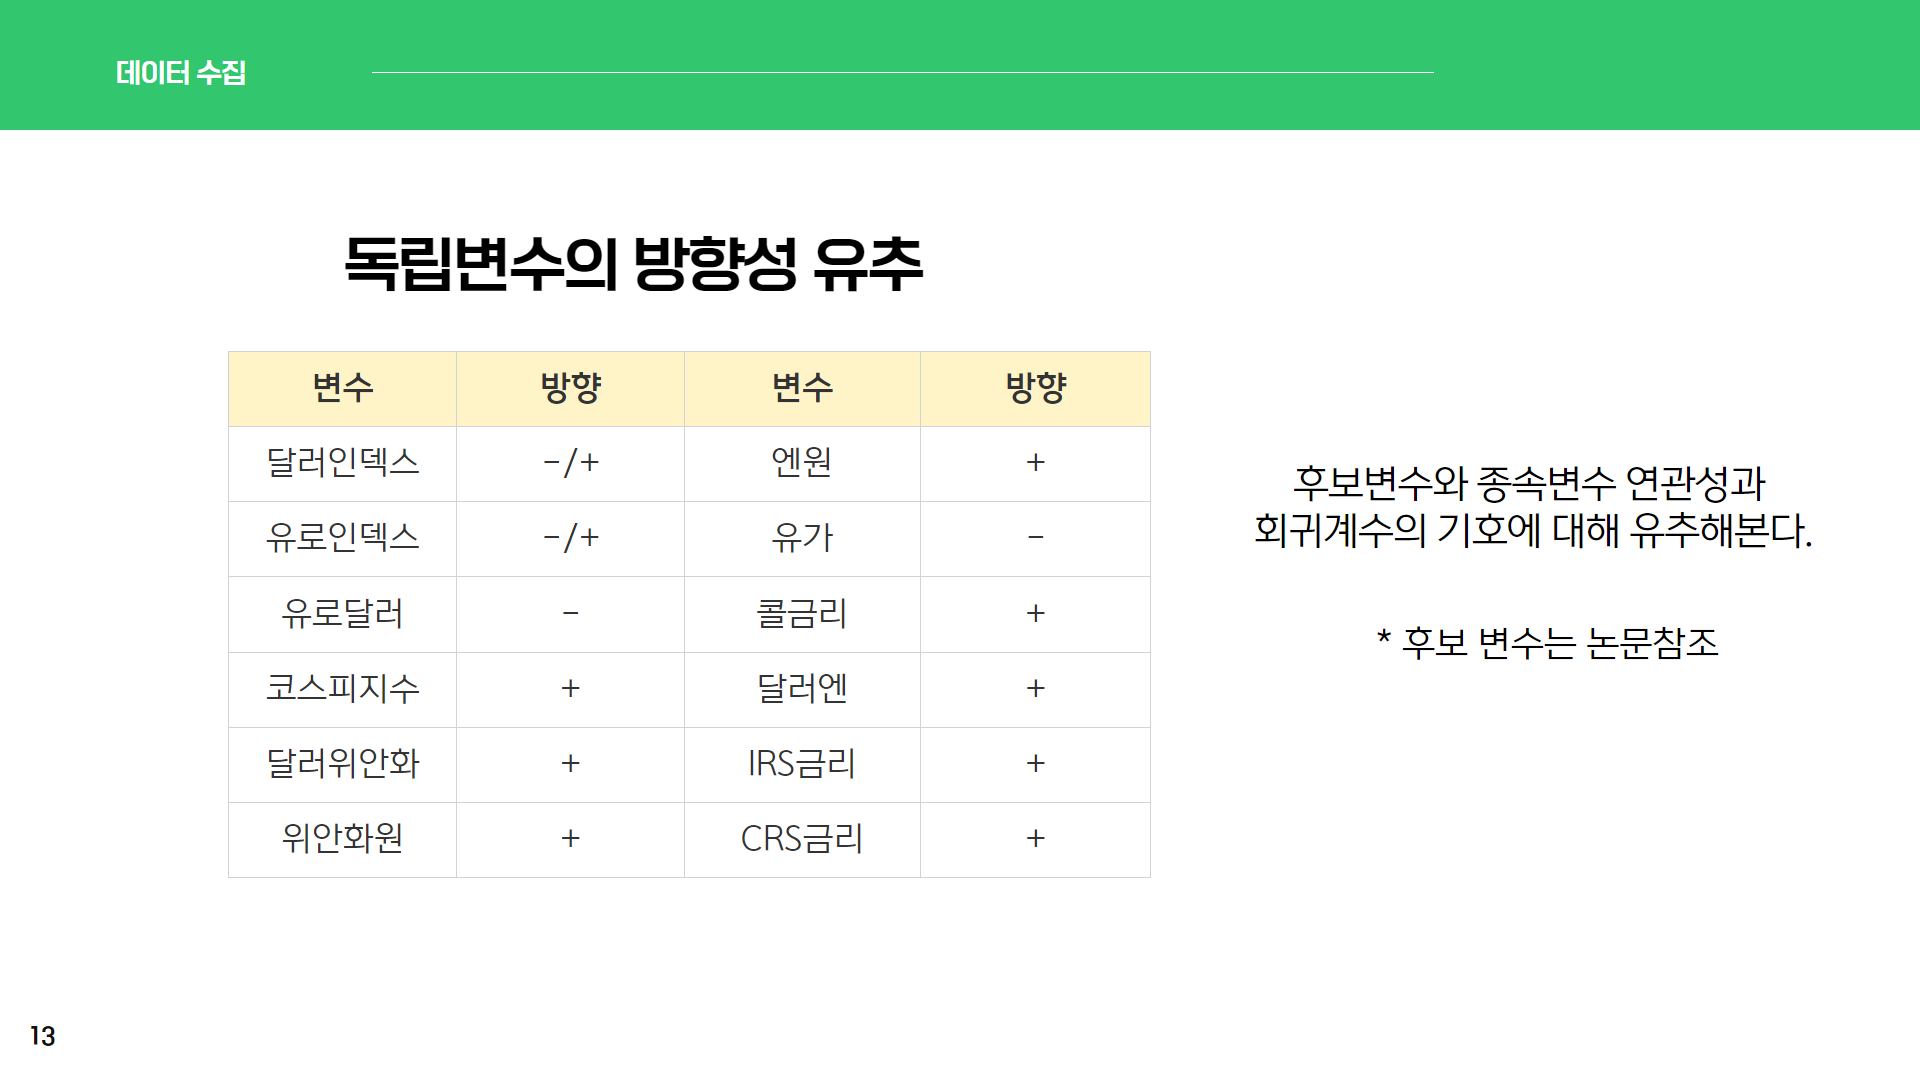 데이터 수집
독립변수의 방향성 유추
변수 방향 변수 방향
달러인덱스 -/+ 엔원 +
유로인덱스 -/+ 유가 -
유로달러 - 콜금리 +
코스피지수 + 달러엔 +
달러위안화 + IRS금리 +
위안화원 + CRS금리 +
후보변수와 종속변수 연관성과
회귀계수의 기호에 대해 유추해본다.
* 후보 변수는 논문참조
13